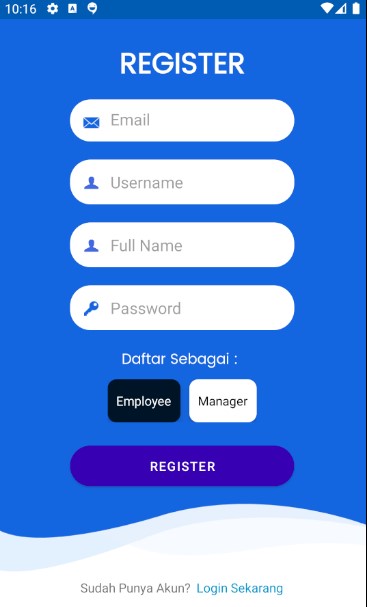 10:16
REGISTER
Email
Username
Full Name
Password
Daftar Sebagai :
Employee Manager
REGISTER
Sudah Punya Akun? Login Sekarang